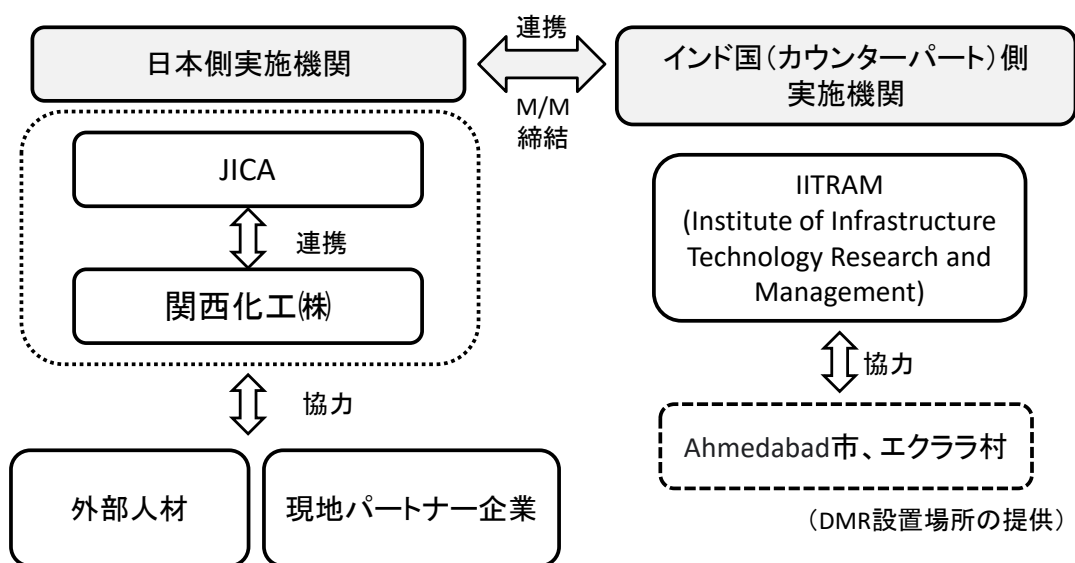 日本側実施機関
連携
M/M
締結
インド国（カウンターパート）側
実施機関
JICA
連携
関西化工㈱
協力
外部人材
現地パートナー企業
IITRAM
(Institute of Infrastructure
Technology Research and
Management)
協力
Ahmedabad市、エクララ村
（DMR設置場所の提供）